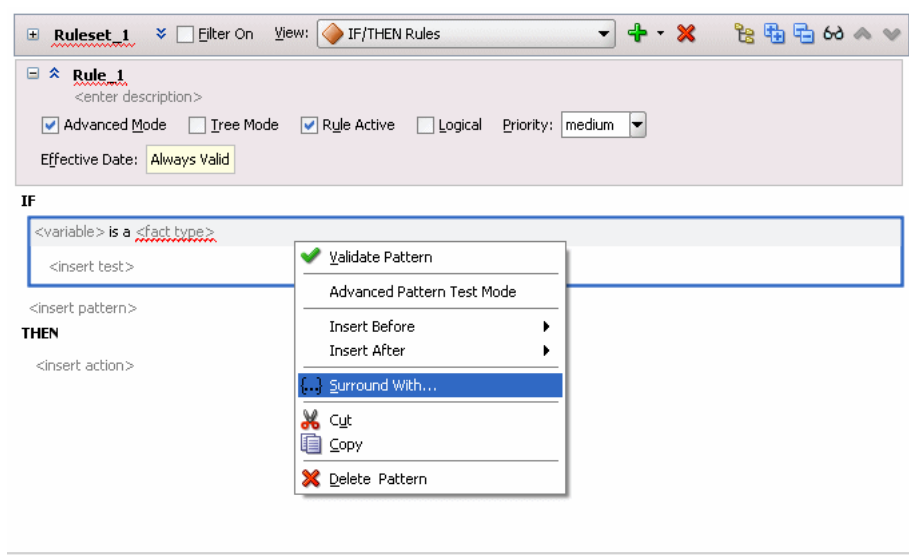 Ruleset_1 Filter On View: IF/THEN Rules
Rule_1
<enter description>
Advanced Mode Tree Mode Rule Active Logical Priority: medium
Effective Date: Always Valid
IF
<variable> is a <fact type>
<insert test>
<insert pattern>
THEN
<insert action>
Validate Pattern
Advanced Pattern Test Mode
Insert Before
Insert After
{...} Surround With...
Cut
Copy
Delete Pattern